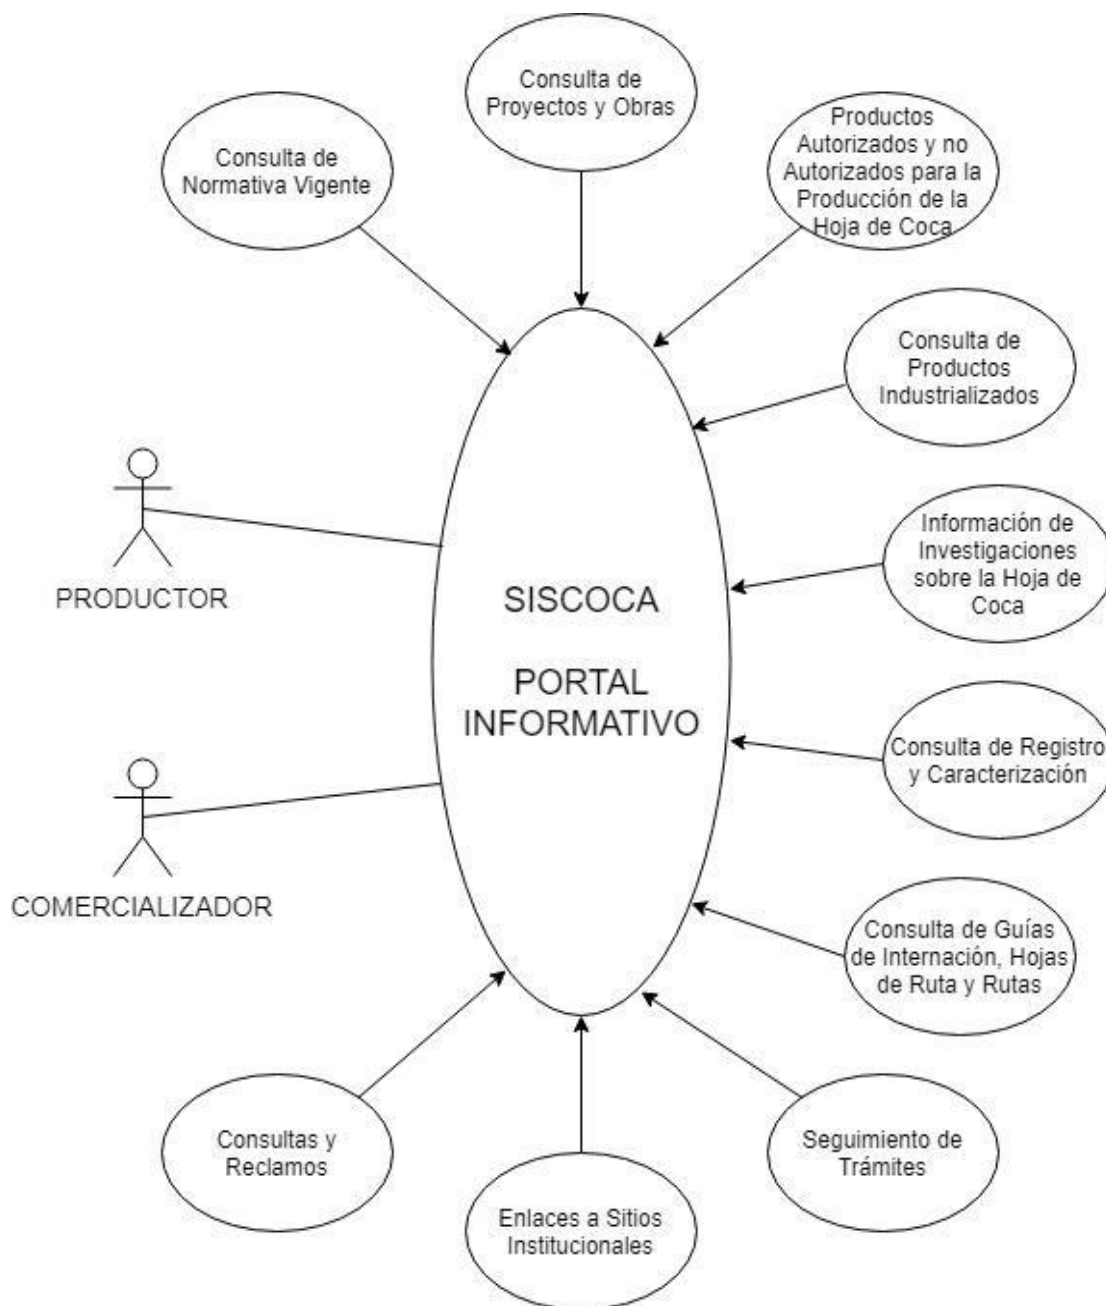 Consulta de
Proyectos y Obras
Consulta de
Normativa Vigente
Productos
Autorizados y no
Autorizados para la
Producción de la
Hoja de Coca
Consulta de
Productos
Industrializados
Información de
Investigaciones
sobre la Hoja de
Coca
SISCOCA
PORTAL
INFORMATIVO
PRODUCTOR
COMERCIALIZADOR
Consulta de Registro
y Caracterización
Consulta de Guías
de Internación, Hojas
de Ruta y Rutas
Seguimiento de
Trámites
Enlaces a Sitios
Institucionales
Consultas y
Reclamos